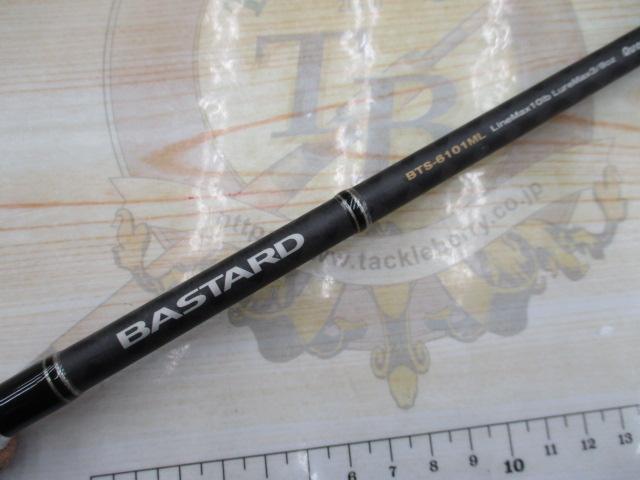 BASTARD
BTS-6101ML LineMax10lb LureMax3/8oz
TB
http://www.tackleberry.co.jp
6 7 8 9 10 11 12 13